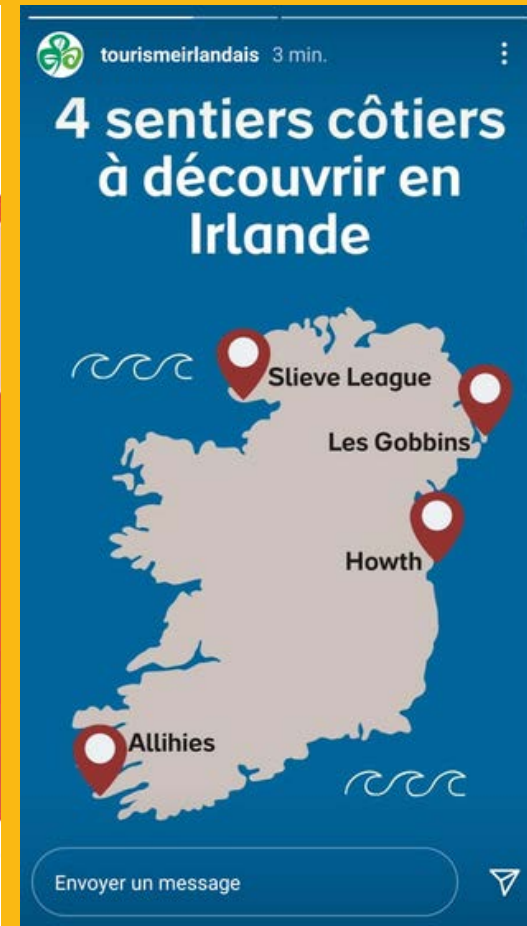 tourismeirlandais 3 min.
4 sentiers côtiers
à découvrir en
Irlande
Slieve League
Les Gobbins
Howth
Allihies
Envoyer un message